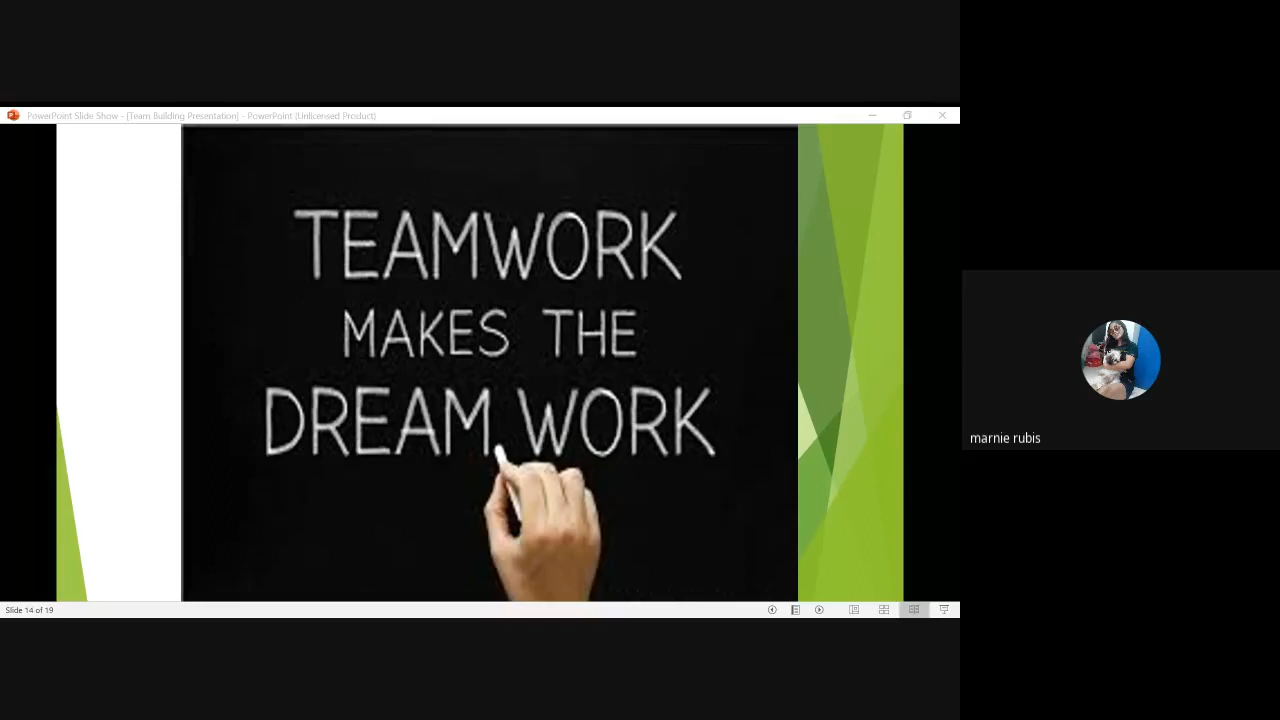 PowerPoint Slide Show - [Team Building Presentation] - PowerPoint (Unlicensed Product)
TEAMWORK
MAKES THE
DREAM WORK
marnie rubis
Slide 14 of 19